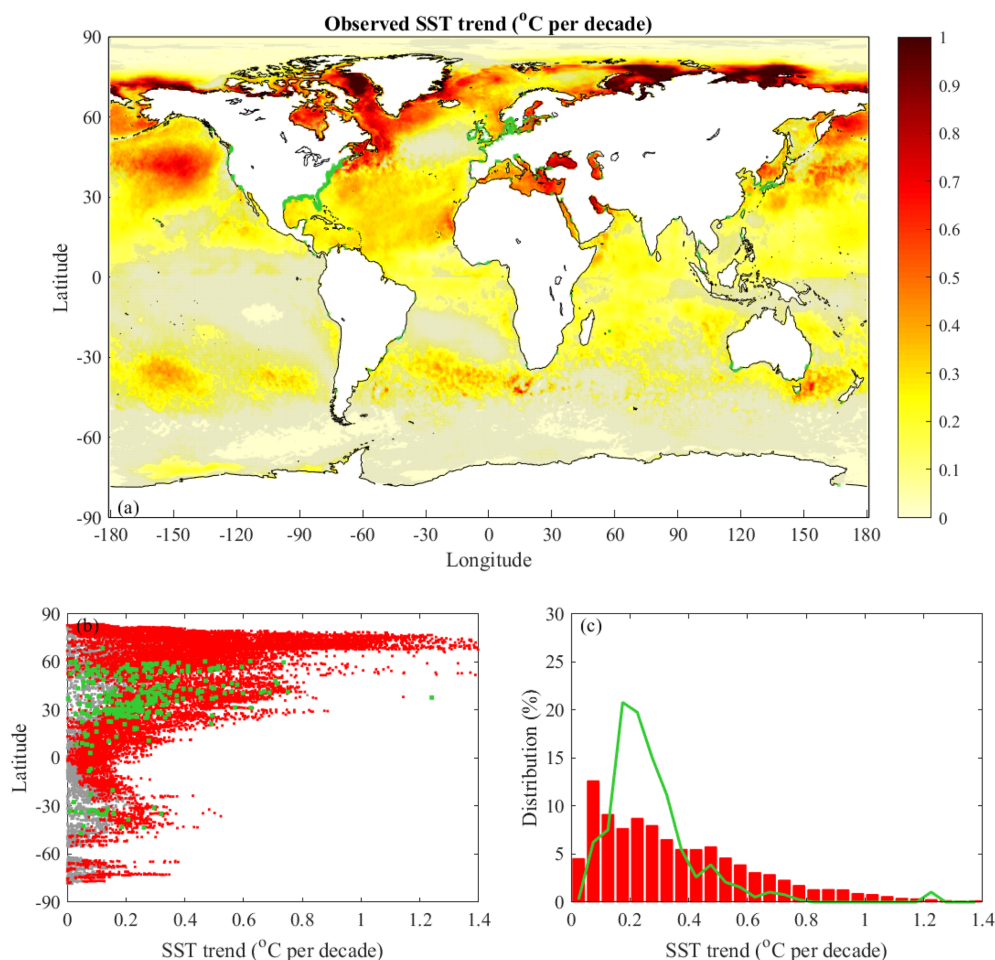 Observed SST trend (°C per decade)
90
60
30
0
-30
-60
-90
Latitude
(a)
-180 -150 -120 -90 -60 -30 0 30 60 90 120 150 180
Longitude
1
0.9
0.8
0.7
0.6
0.5
0.4
0.3
0.2
0.1
0
90
60
30
0
-30
-60
-90
Latitude
(b)
0 0.2 0.4 0.6 0.8 1 1.2 1.4
SST trend (°C per decade)
30
25
20
15
10
5
0
Distribution (%)
(c)
0 0.2 0.4 0.6 0.8 1 1.2 1.4
SST trend (°C per decade)